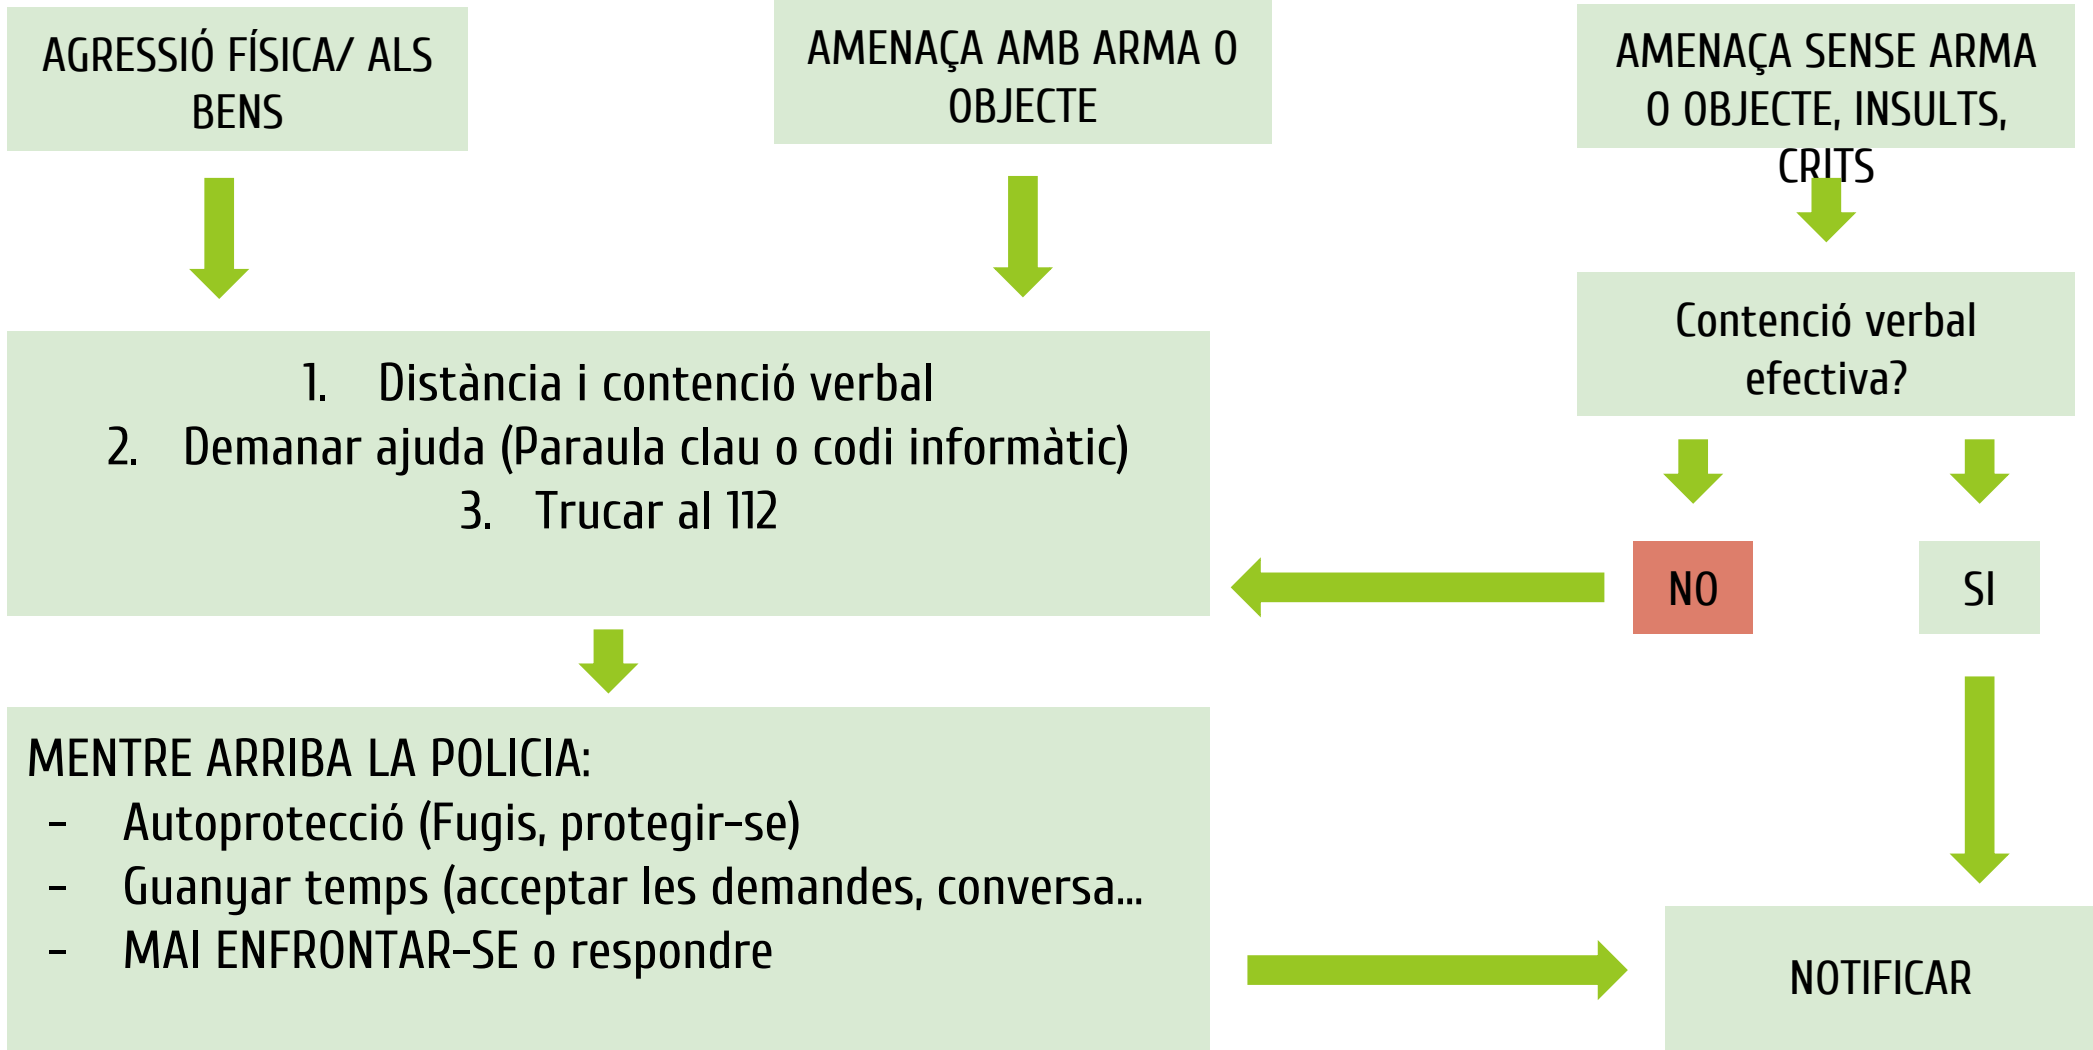 AGRESSIÓ FÍSICA/ ALS
BENS
AMENAÇA AMB ARMA O
OBJECTE
AMENAÇA SENSE ARMA
O OBJECTE, INSULTS,
CRITS
Contenció verbal
efectiva?
1. Distància i contenció verbal
2. Demanar ajuda (Paraula clau o codi informàtic)
3. Trucar al 112
NO
SI
MENTRE ARRIBA LA POLICIA:
- Autoprotecció (Fugis, protegir-se)
- Guanyar temps (acceptar les demandes, conversa...
- MAI ENFRONTAR-SE o respondre
NOTIFICAR